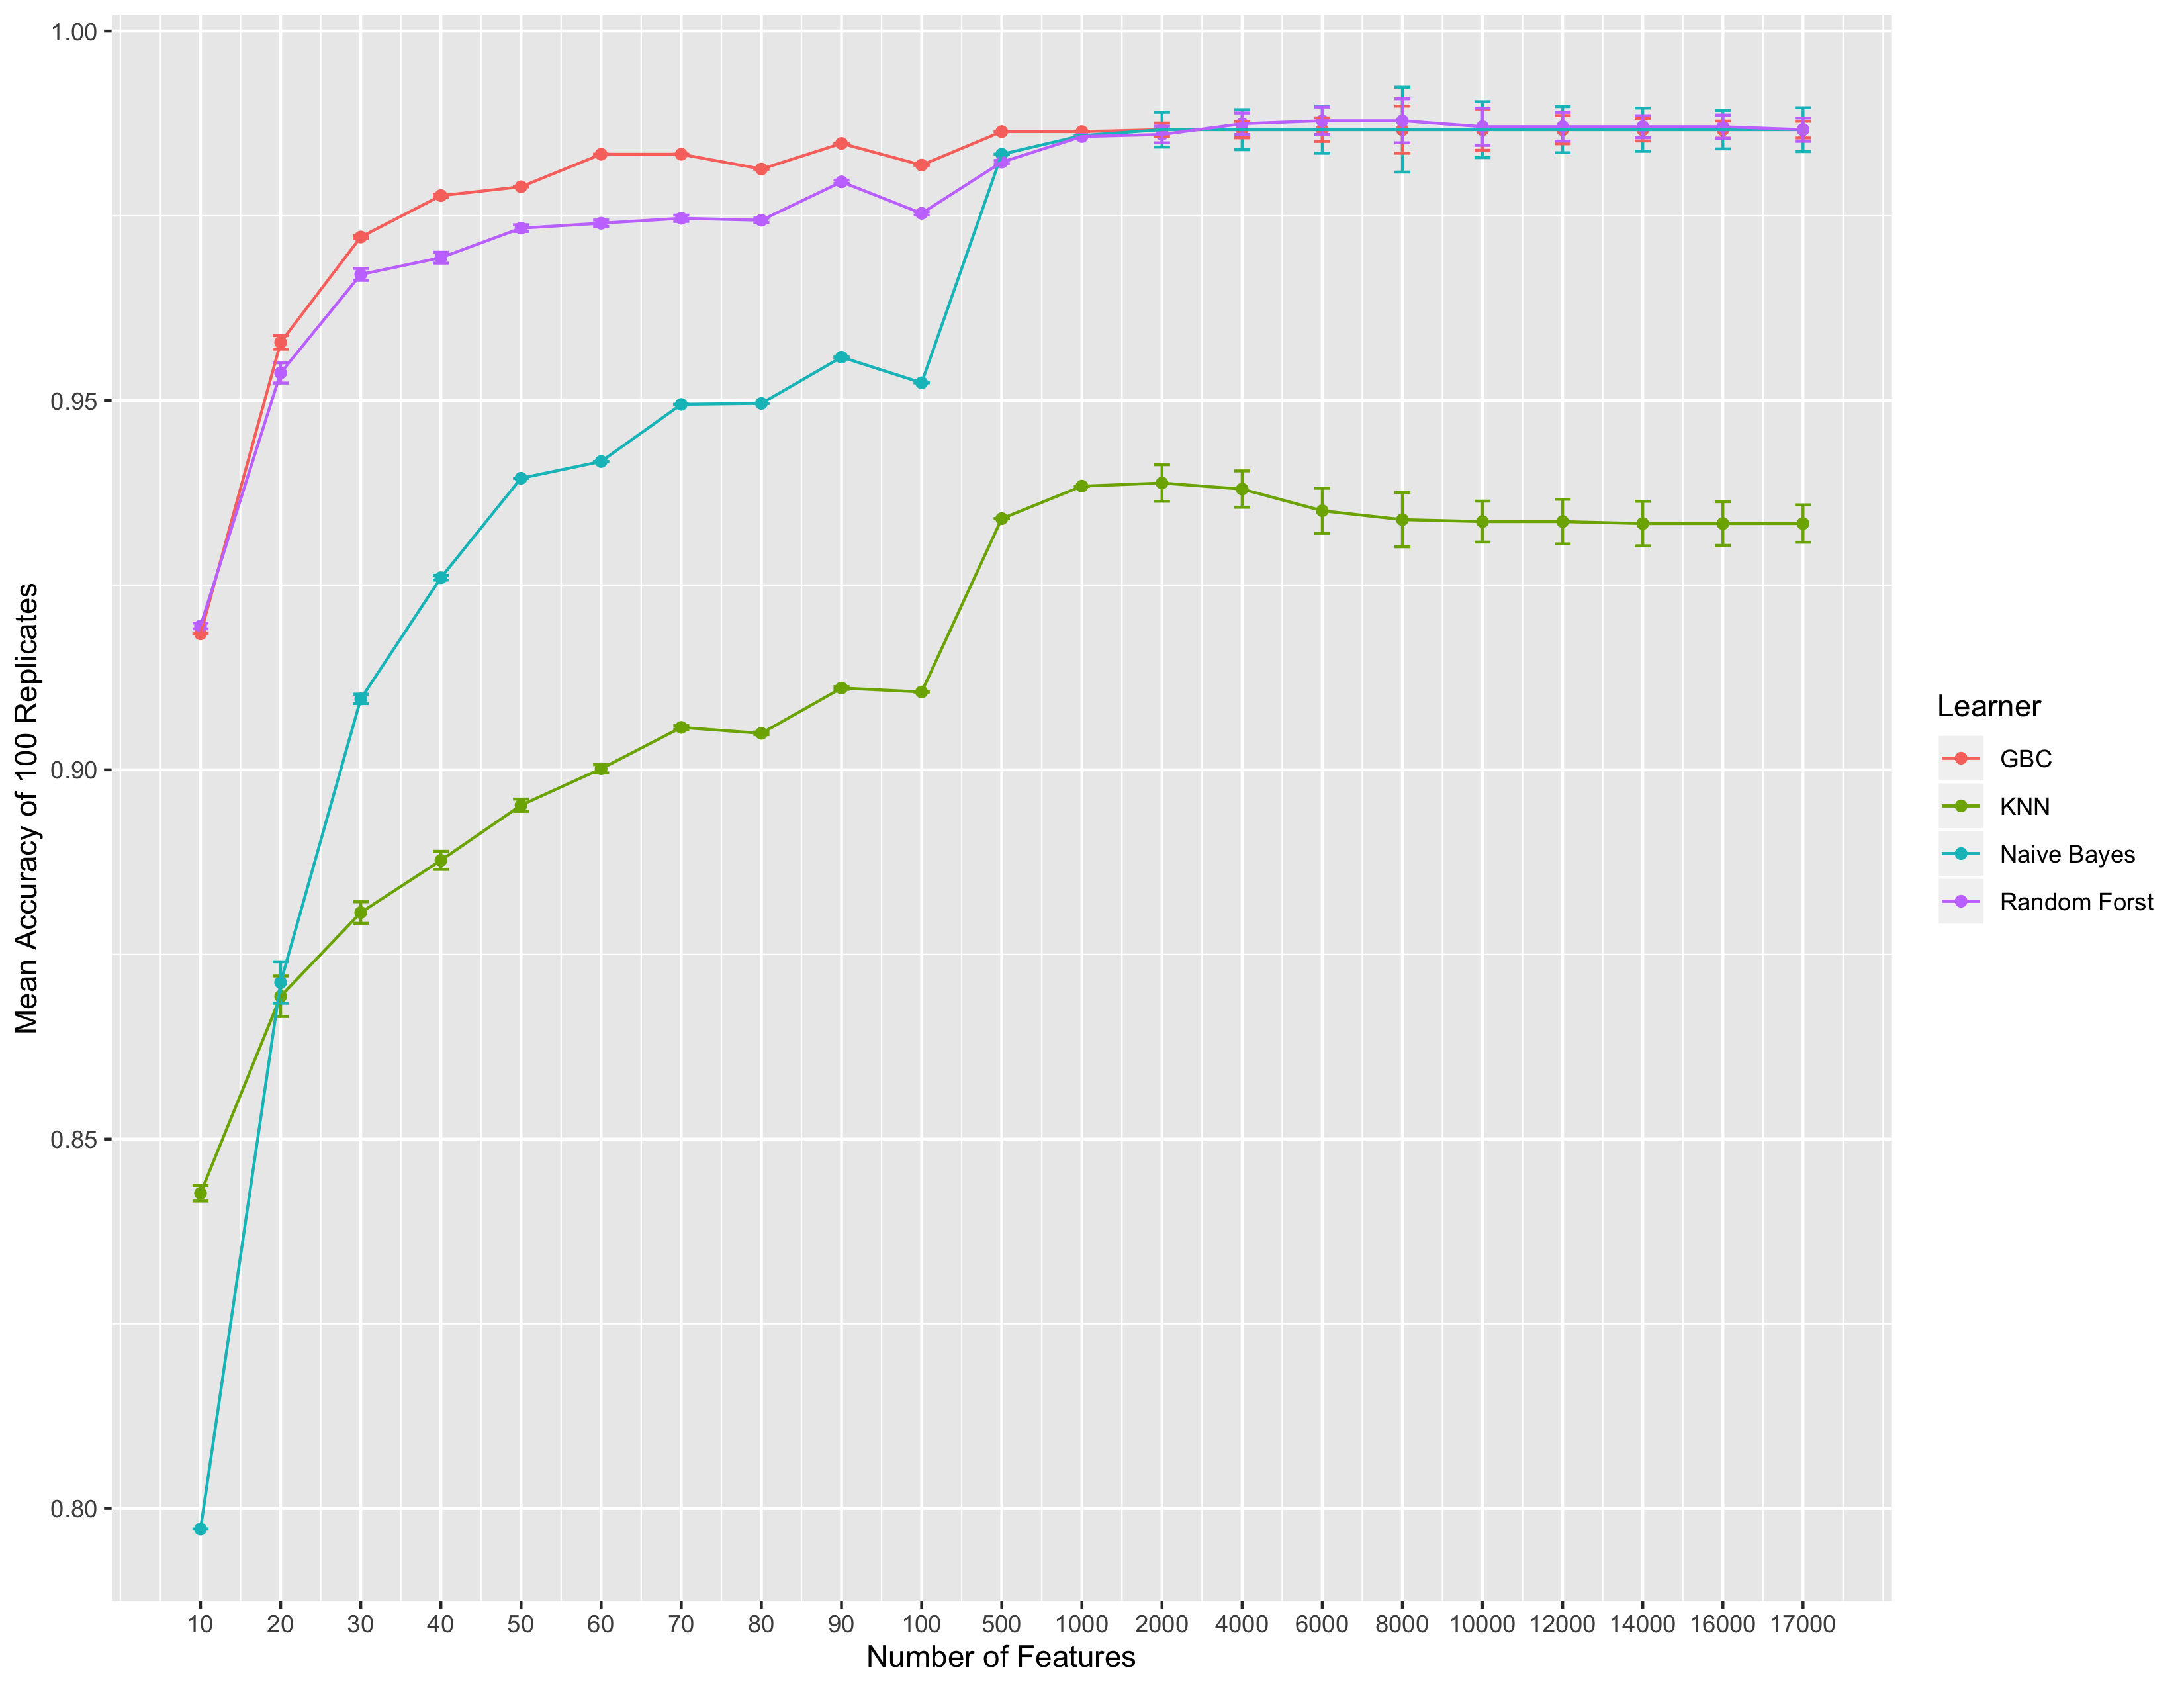 Mean Accuracy of 100 Replicates
1.00
0.95
0.90
0.85
0.80
10 20 30 40 50 60 70 80 90 100 500 1000 2000 4000 6000 8000 10000 12000 14000 16000 17000
Number of Features
Learner
GBC
KNN
Naive Bayes
Random Forst